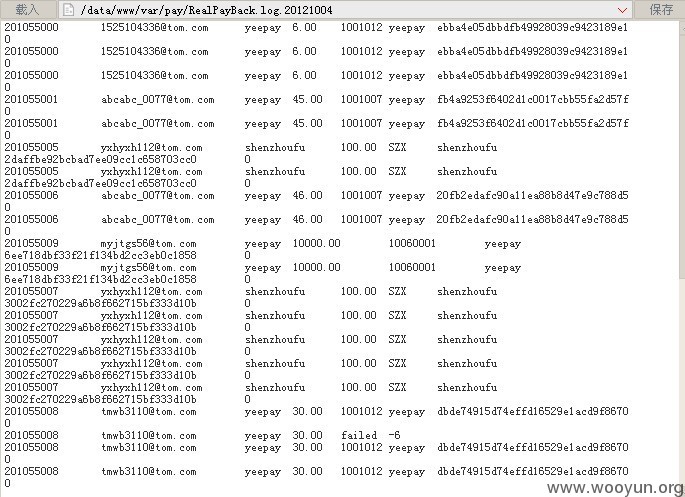 載入 /data/www/var/pay/RealPayBack.log.20121004 保存
201055000 1525104336@tom.com yeepay 6.00 1001012 yeepay ebba4e05dbbdfb49928039c9423189e1
0
201055000 1525104336@tom.com yeepay 6.00 1001012 yeepay ebba4e05dbbdfb49928039c9423189e1
0
201055000 1525104336@tom.com yeepay 6.00 1001012 yeepay ebba4e05dbbdfb49928039c9423189e1
0
201055001 abcabc_0077@tom.com yeepay 45.00 1001007 yeepay fb4a9253f6402d1c0017cbb55fa2d57f
0
201055001 abcabc_0077@tom.com yeepay 45.00 1001007 yeepay fb4a9253f6402d1c0017cbb55fa2d57f
0
201055005 yxhyxh112@tom.com shenzhoufu 100.00 SZX shenzhoufu
2daffbe92bcbad7ee09cc1c658703cc0 0
201055005 yxhyxh112@tom.com shenzhoufu 100.00 SZX shenzhoufu
2daffbe92bcbad7ee09cc1c658703cc0 0
201055006 abcabc_0077@tom.com yeepay 46.00 1001007 yeepay 20fb2edafc90a11ea88b8d47e9c788d5
0
201055006 abcabc_0077@tom.com yeepay 46.00 1001007 yeepay 20fb2edafc90a11ea88b8d47e9c788d5
0
201055009 myjtgs56@tom.com yeepay 10000.00 10060001 yeepay
6ee718dbf33f21f134bd2cc3eb0c1858 0
201055009 myjtgs56@tom.com yeepay 10000.00 10060001 yeepay
6ee718dbf33f21f134bd2cc3eb0c1858 0
201055007 yxhyxh112@tom.com shenzhoufu 100.00 SZX shenzhoufu
3002fc270229a6b8f662715bf333d10b 0
201055007 yxhyxh112@tom.com shenzhoufu 100.00 SZX shenzhoufu
3002fc270229a6b8f662715bf333d10b 0
201055007 yxhyxh112@tom.com shenzhoufu 100.00 SZX shenzhoufu
3002fc270229a6b8f662715bf333d10b 0
201055007 yxhyxh112@tom.com shenzhoufu 100.00 SZX shenzhoufu
3002fc270229a6b8f662715bf333d10b 0
201055007 yxhyxh112@tom.com shenzhoufu 100.00 SZX shenzhoufu
3002fc270229a6b8f662715bf333d10b 0
201055008 tmwb3110@tom.com yeepay 30.00 1001012 yeepay dbde74915d74effd16529e1acd9f8670
0
201055008 tmwb3110@tom.com yeepay 30.00 failed -6
201055008 tmwb3110@tom.com yeepay 30.00 1001012 yeepay dbde74915d74effd16529e1acd9f8670
0
201055008 tmwb3110@tom.com yeepay 30.00 1001012 yeepay dbde74915d74effd16529e1acd9f8670
0
www.wooyun.org